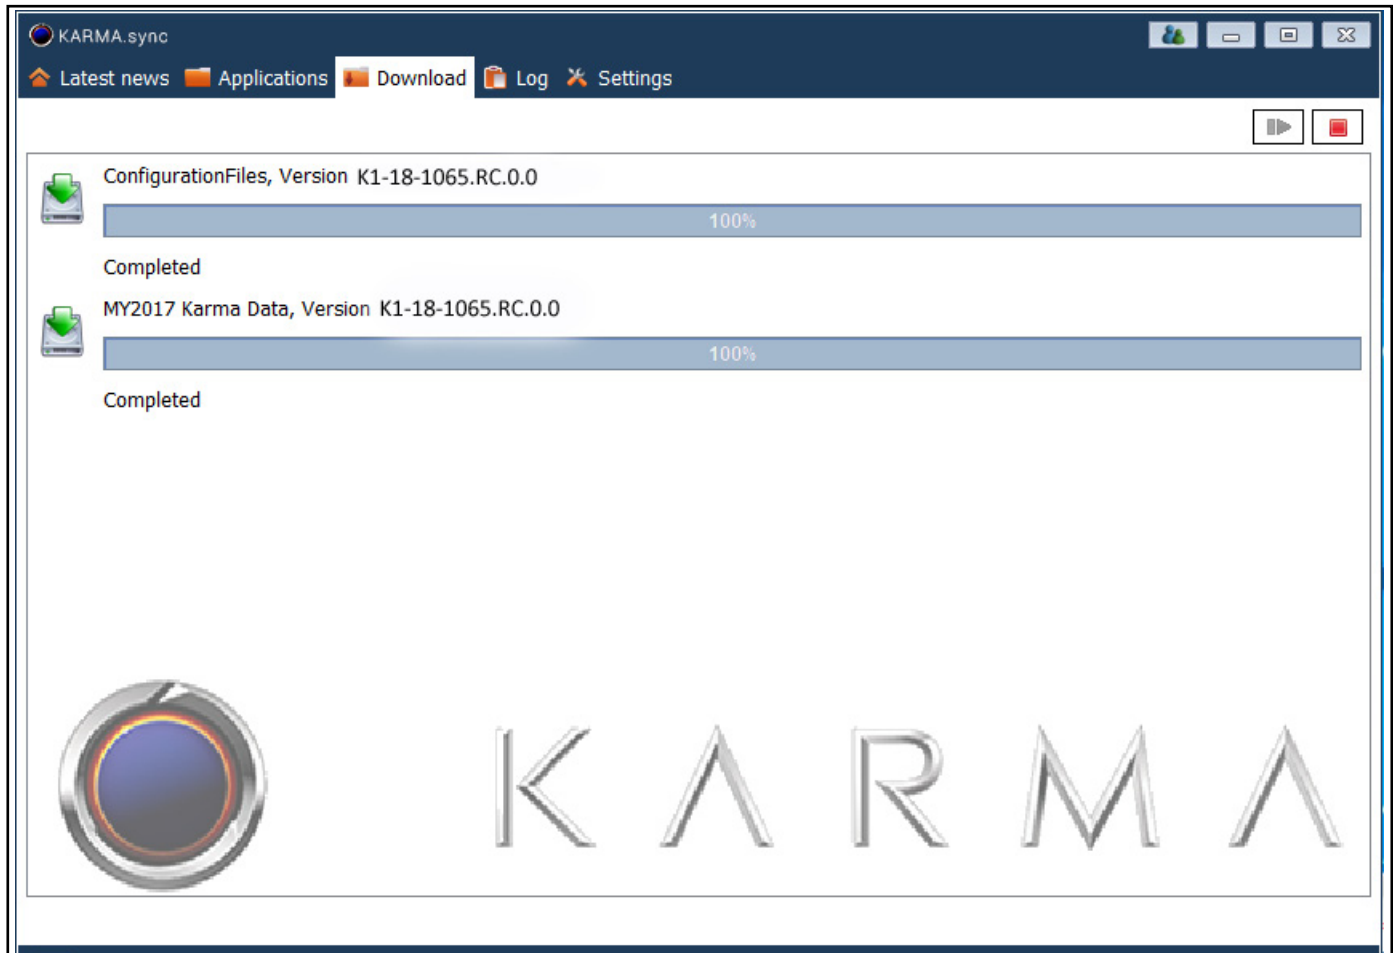 KARMA.sync
Latest news Applications Download Log Settings
ConfigurationFiles, Version K1-18-1065.RC.0.0
100%
Completed
MY2017 Karma Data, Version K1-18-1065.RC.0.0
100%
Completed
KARMA